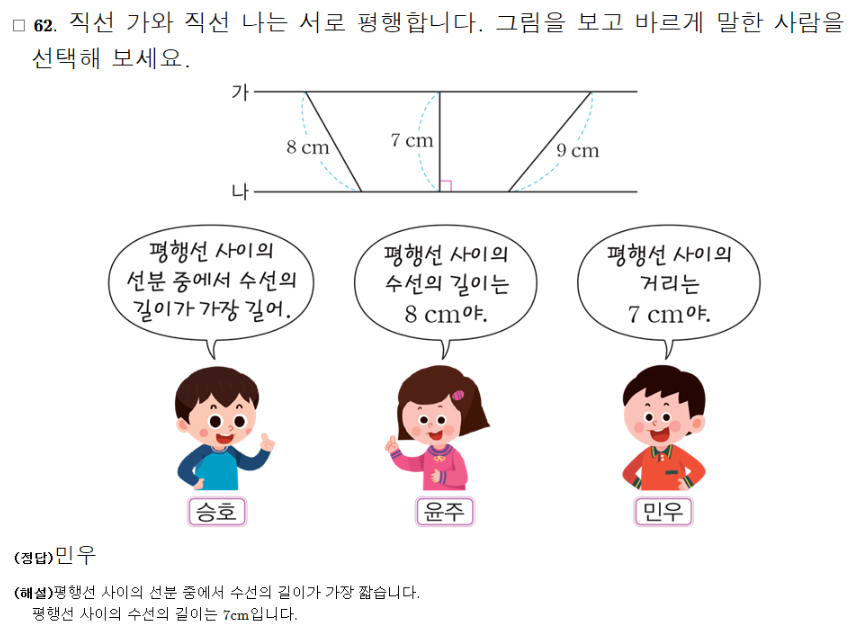 □ 62. 직선 가와 직선 나는 서로 평행합니다. 그림을 보고 바르게 말한 사람을
선택해 보세요.
가
8 cm
7 cm
9 cm
나
평행선 사이의
선분 중에서 수선의
길이가 가장 길어.
평행선 사이의
수선의 길이는
8 cm야.
평행선 사이의
거리는
7 cm야.
승호
윤주
민우
(정답)민우
(해설)평행선 사이의 선분 중에서 수선의 길이가 가장 짧습니다.
평행선 사이의 수선의 길이는 7cm입니다.